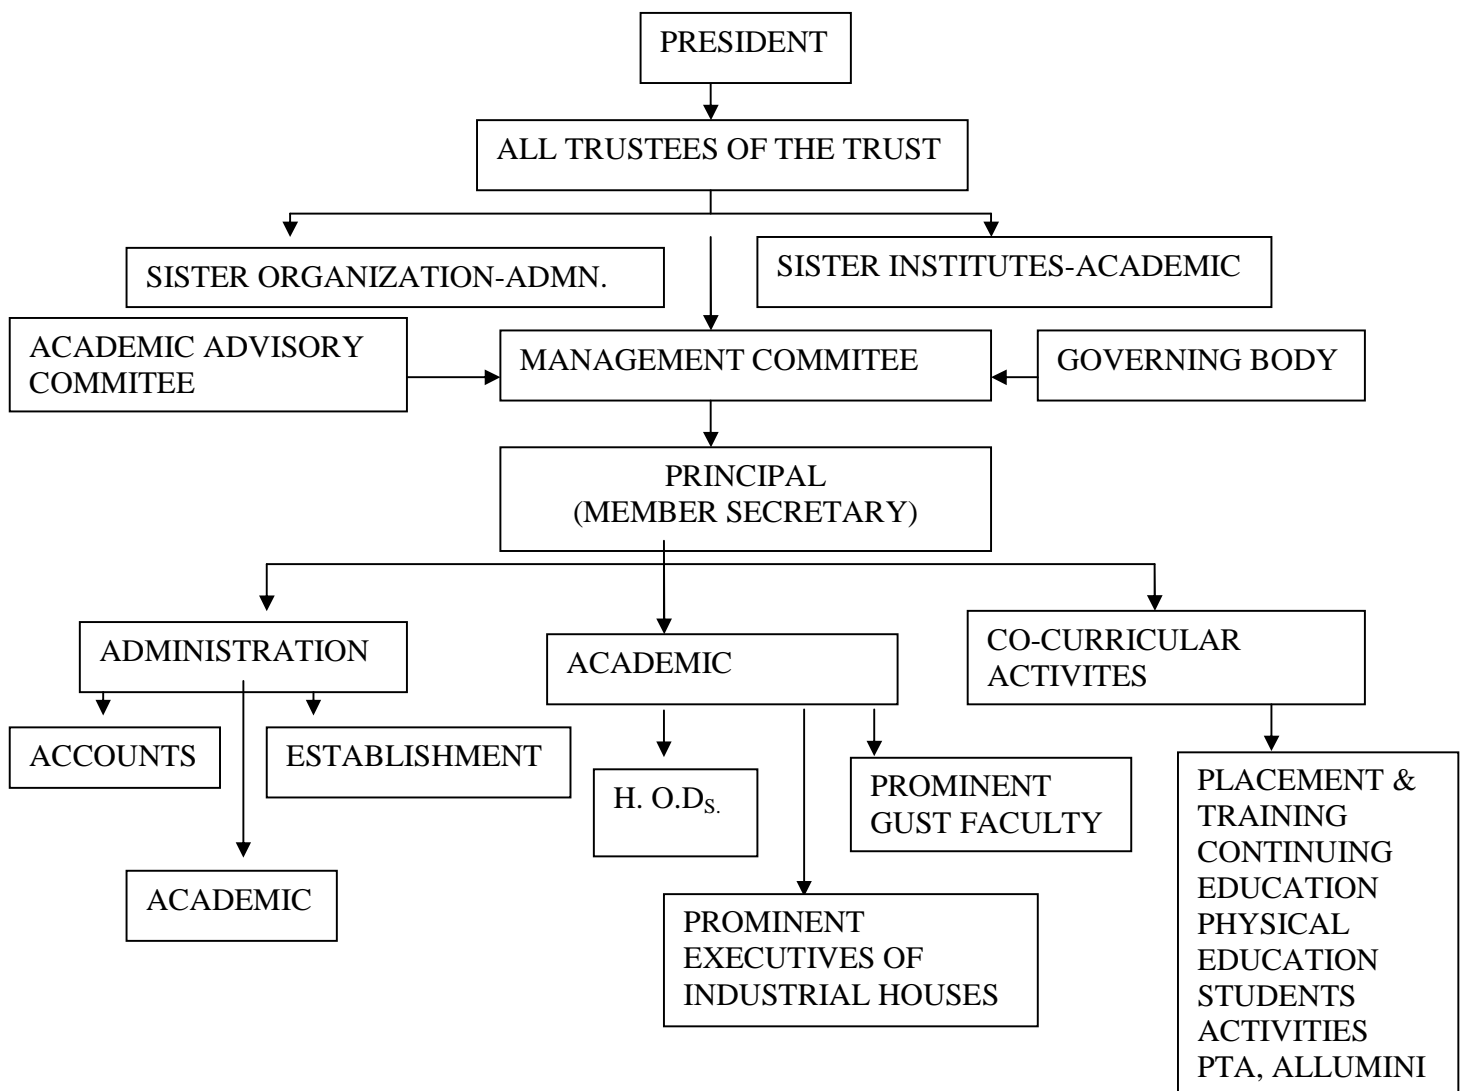 PRESIDENT
ALL TRUSTEES OF THE TRUST
SISTER ORGANIZATION-ADMN.
SISTER INSTITUTES-ACADEMIC
ACADEMIC ADVISORY
COMMITEE
MANAGEMENT COMMITEE
GOVERNING BODY
PRINCIPAL
(MEMBER SECRETARY)
ADMINISTRATION
ACADEMIC
CO-CURRICULAR
ACTIVITES
ACCOUNTS
ESTABLISHMENT
H. O.DS.
PROMINENT
GUST FACULTY
PLACEMENT &
TRAINING
CONTINUING
EDUCATION
PHYSICAL
EDUCATION
STUDENTS
ACTIVITIES
PTA, ALLUMINI
ACADEMIC
PROMINENT
EXECUTIVES OF
INDUSTRIAL HOUSES